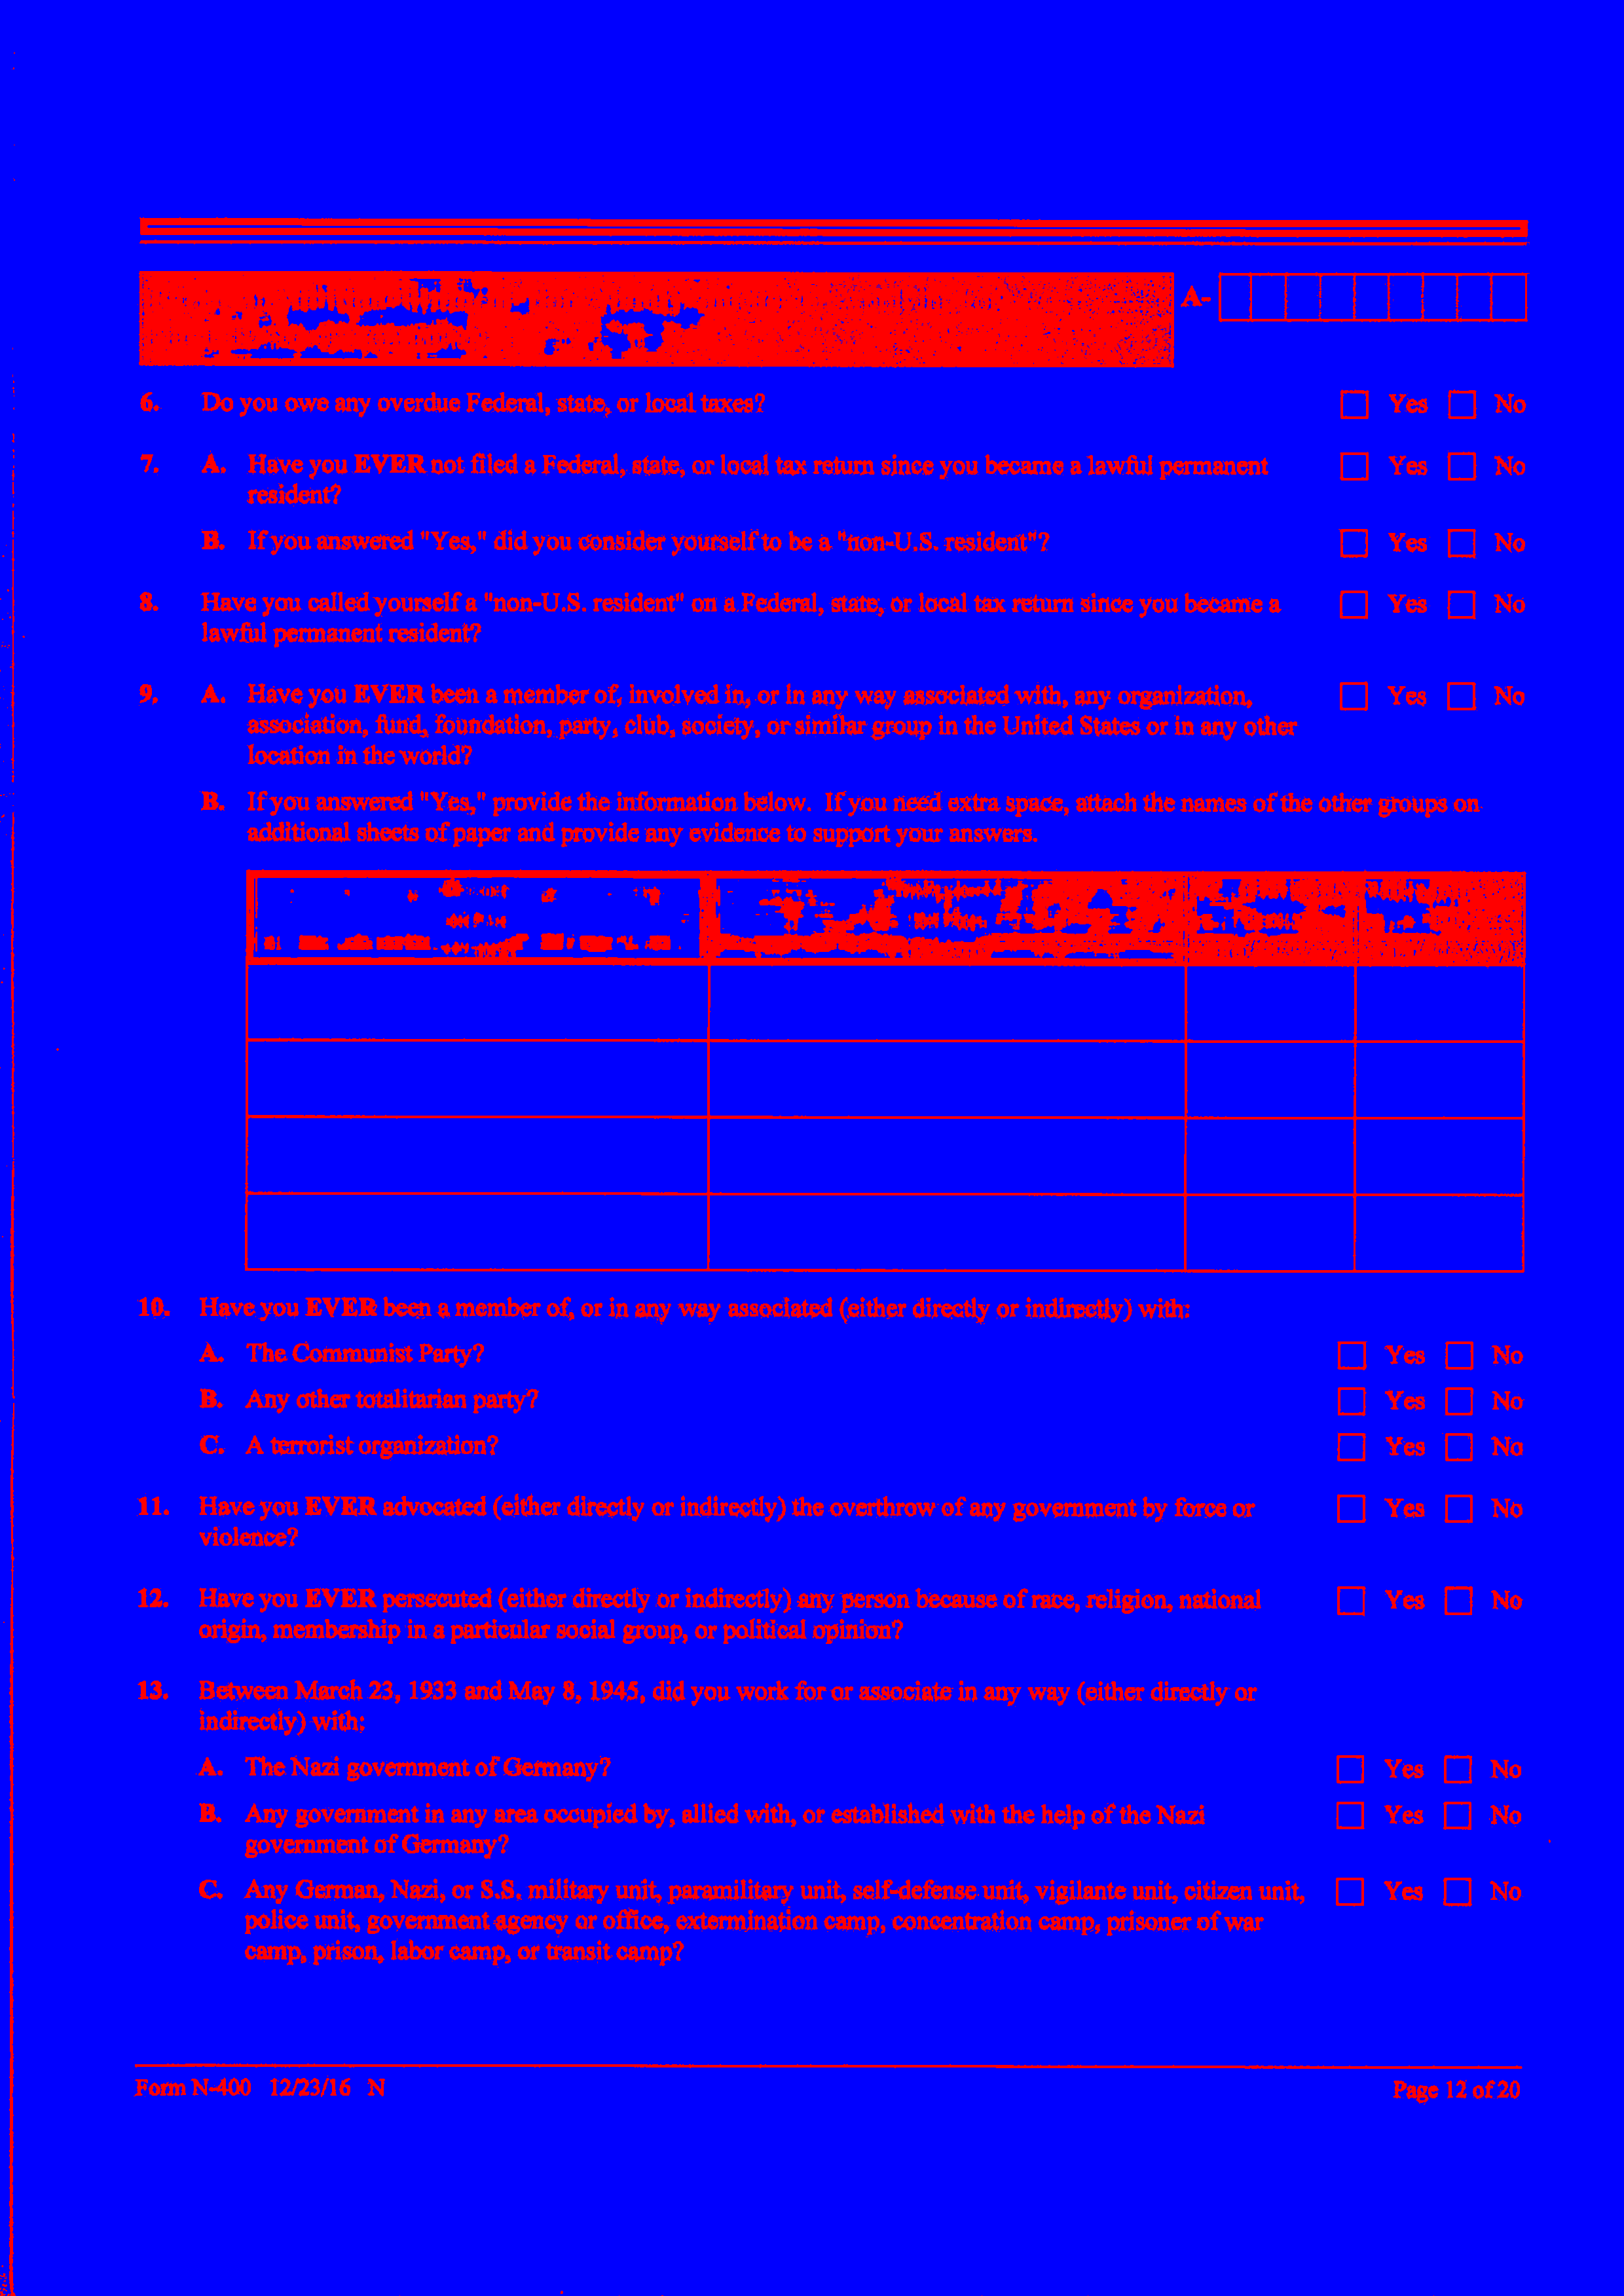 A-
6. Do you owe any overdue Federal, state, or local taxes? Yes No
7. A. Have you EVER not filed a Federal, state, or local tax return since you became a lawful permanent Yes No
resident?
B. If you answered "Yes," did you consider yourself to be a "non-U.S. resident"? Yes No
8. Have you called yourself a "non-U.S. resident" on a Federal, state, or local tax return since you became a Yes No
lawful permanent resident?
9. A. Have you EVER been a member of, involved in, or in any way associated with, any organization, Yes No
association, fund, foundation, party, club, society, or similar group in the United States or in any other
location in the world?
B. If you answered "Yes," provide the information below. If you need extra space, attach the names of the other groups on
additional sheets of paper and provide any evidence to support your answers.
10. Have you EVER been a member of, or in any way associated (either directly or indirectly) with:
A. The Communist Party? Yes No
B. Any other totalitarian party? Yes No
C. A terrorist organization? Yes No
11. Have you EVER advocated (either directly or indirectly) the overthrow of any government by force or Yes No
violence?
12. Have you EVER persecuted (either directly or indirectly) any person because of race, religion, national Yes No
origin, membership in a particular social group, or political opinion?
13. Between March 23, 1933 and May 8, 1945, did you work for or associate in any way (either directly or
indirectly) with:
A. The Nazi government of Germany? Yes No
B. Any government in any area occupied by, allied with, or established with the help of the Nazi Yes No
government of Germany?
C. Any German, Nazi, or S.S. military unit, paramilitary unit, self-defense unit, vigilante unit, citizen unit, Yes No
police unit, government agency or office, extermination camp, concentration camp, prisoner of war
camp, prison, labor camp, or transit camp?
Form N-400 12/23/16 N Page 12 of 20